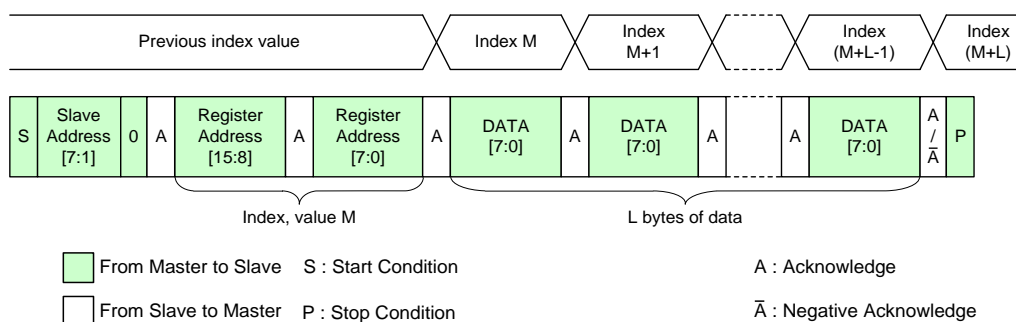 Previous index value
Index M
Index
M+1
Index
(M+L-1)
Index
(M+L)
S
Slave
Address
[7:1]
0
A
Register
Address
[15:8]
A
Register
Address
[7:0]
A
DATA
[7:0]
A
DATA
[7:0]
A
A
DATA
[7:0]
A
/
A̅
P
Index, value M
L bytes of data
From Master to Slave
S : Start Condition
A : Acknowledge
From Slave to Master
P : Stop Condition
A̅ : Negative Acknowledge